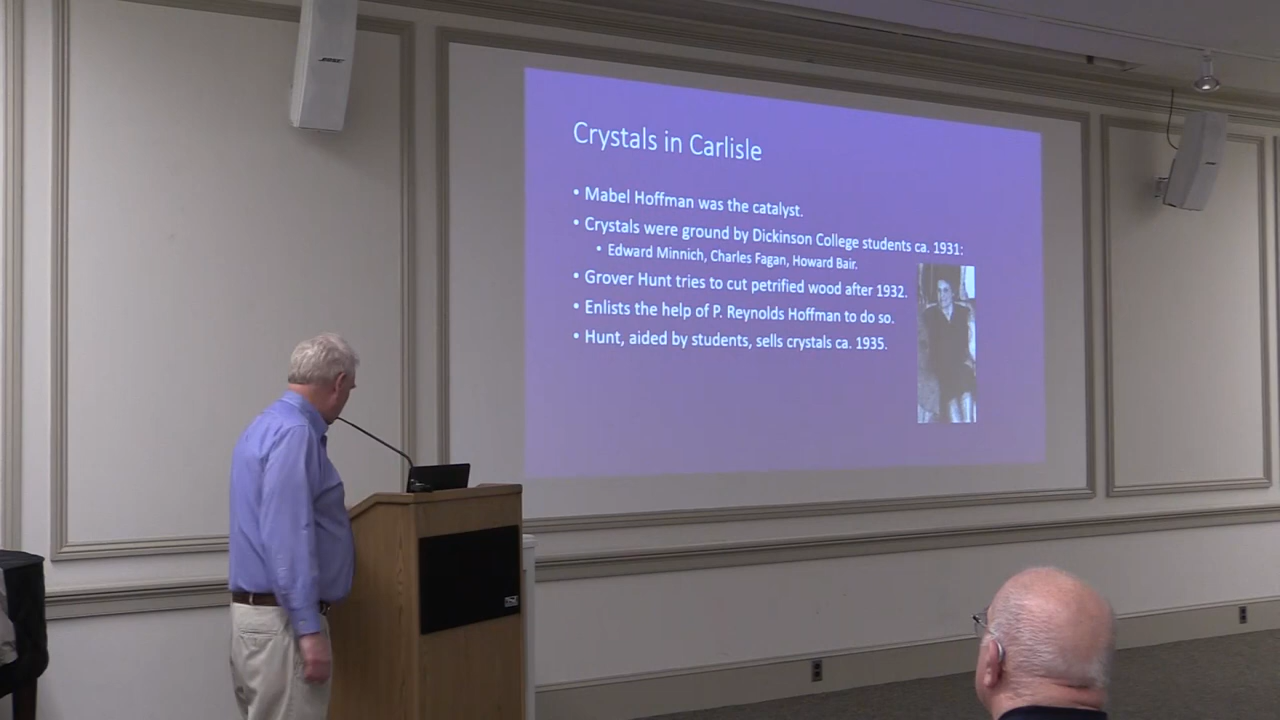 BOSE
Crystals in Carlisle
• Mabel Hoffman was the catalyst.
• Crystals were ground by Dickinson College students ca. 1931:
• Edward Minnich, Charles Fagan, Howard Bair.
• Grover Hunt tries to cut petrified wood after 1932.
• Enlists the help of P. Reynolds Hoffman to do so.
• Hunt, aided by students, sells crystals ca. 1935.